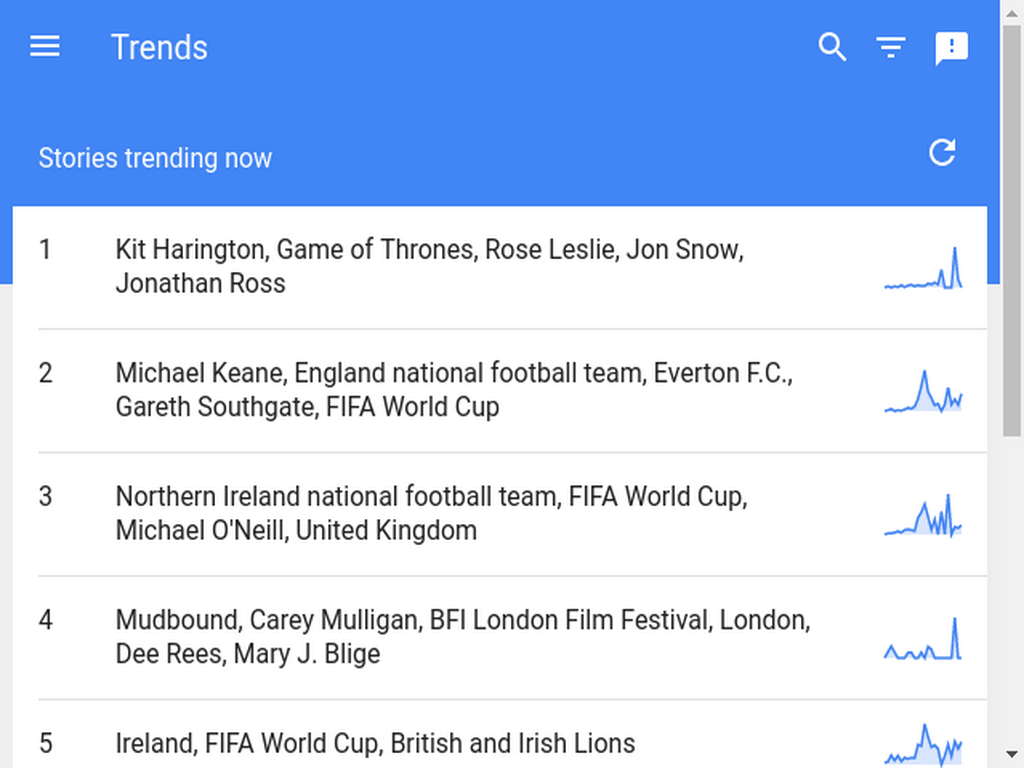 Trends
Stories trending now
1
Kit Harington, Game of Thrones, Rose Leslie, Jon Snow,
Jonathan Ross
2
Michael Keane, England national football team, Everton F.C.,
Gareth Southgate, FIFA World Cup
3
Northern Ireland national football team, FIFA World Cup,
Michael O'Neill, United Kingdom
4
Mudbound, Carey Mulligan, BFI London Film Festival, London,
Dee Rees, Mary J. Blige
5
Ireland, FIFA World Cup, British and Irish Lions